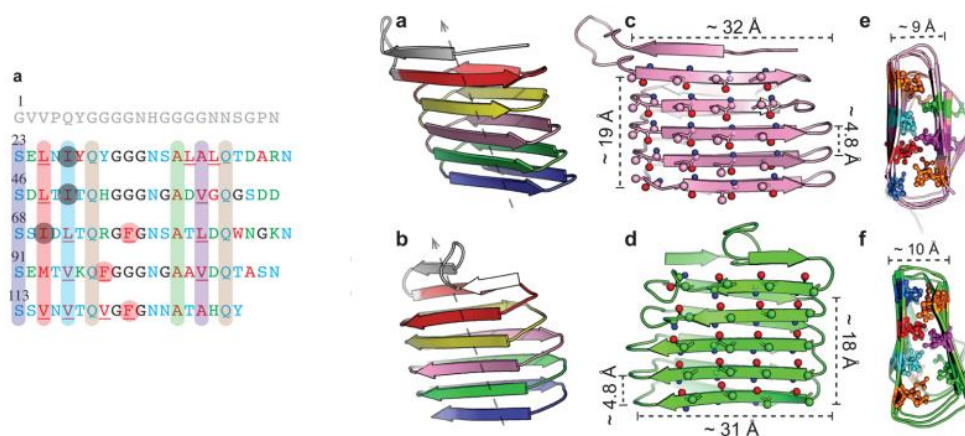 a
1
GVVPQYGGGGNHGGGGNNSGPN
23
SELNIYQYGGGNSALALQTDARN
46
SDLTITQHGGGNGADVGQGSDD
68
SSIDLTQRGFGNSATLDQWNGKN
91
SEMTVKQFGGGNGAAVDQTASN
113
SSVNVTQVGFGNNATAHQY
a
c
~ 32 Å
~ 19 Å
~ 4.8 Å
e
~ 9 Å
b
d
~ 18 Å
~ 4.8 Å
~ 31 Å
f
~ 10 Å